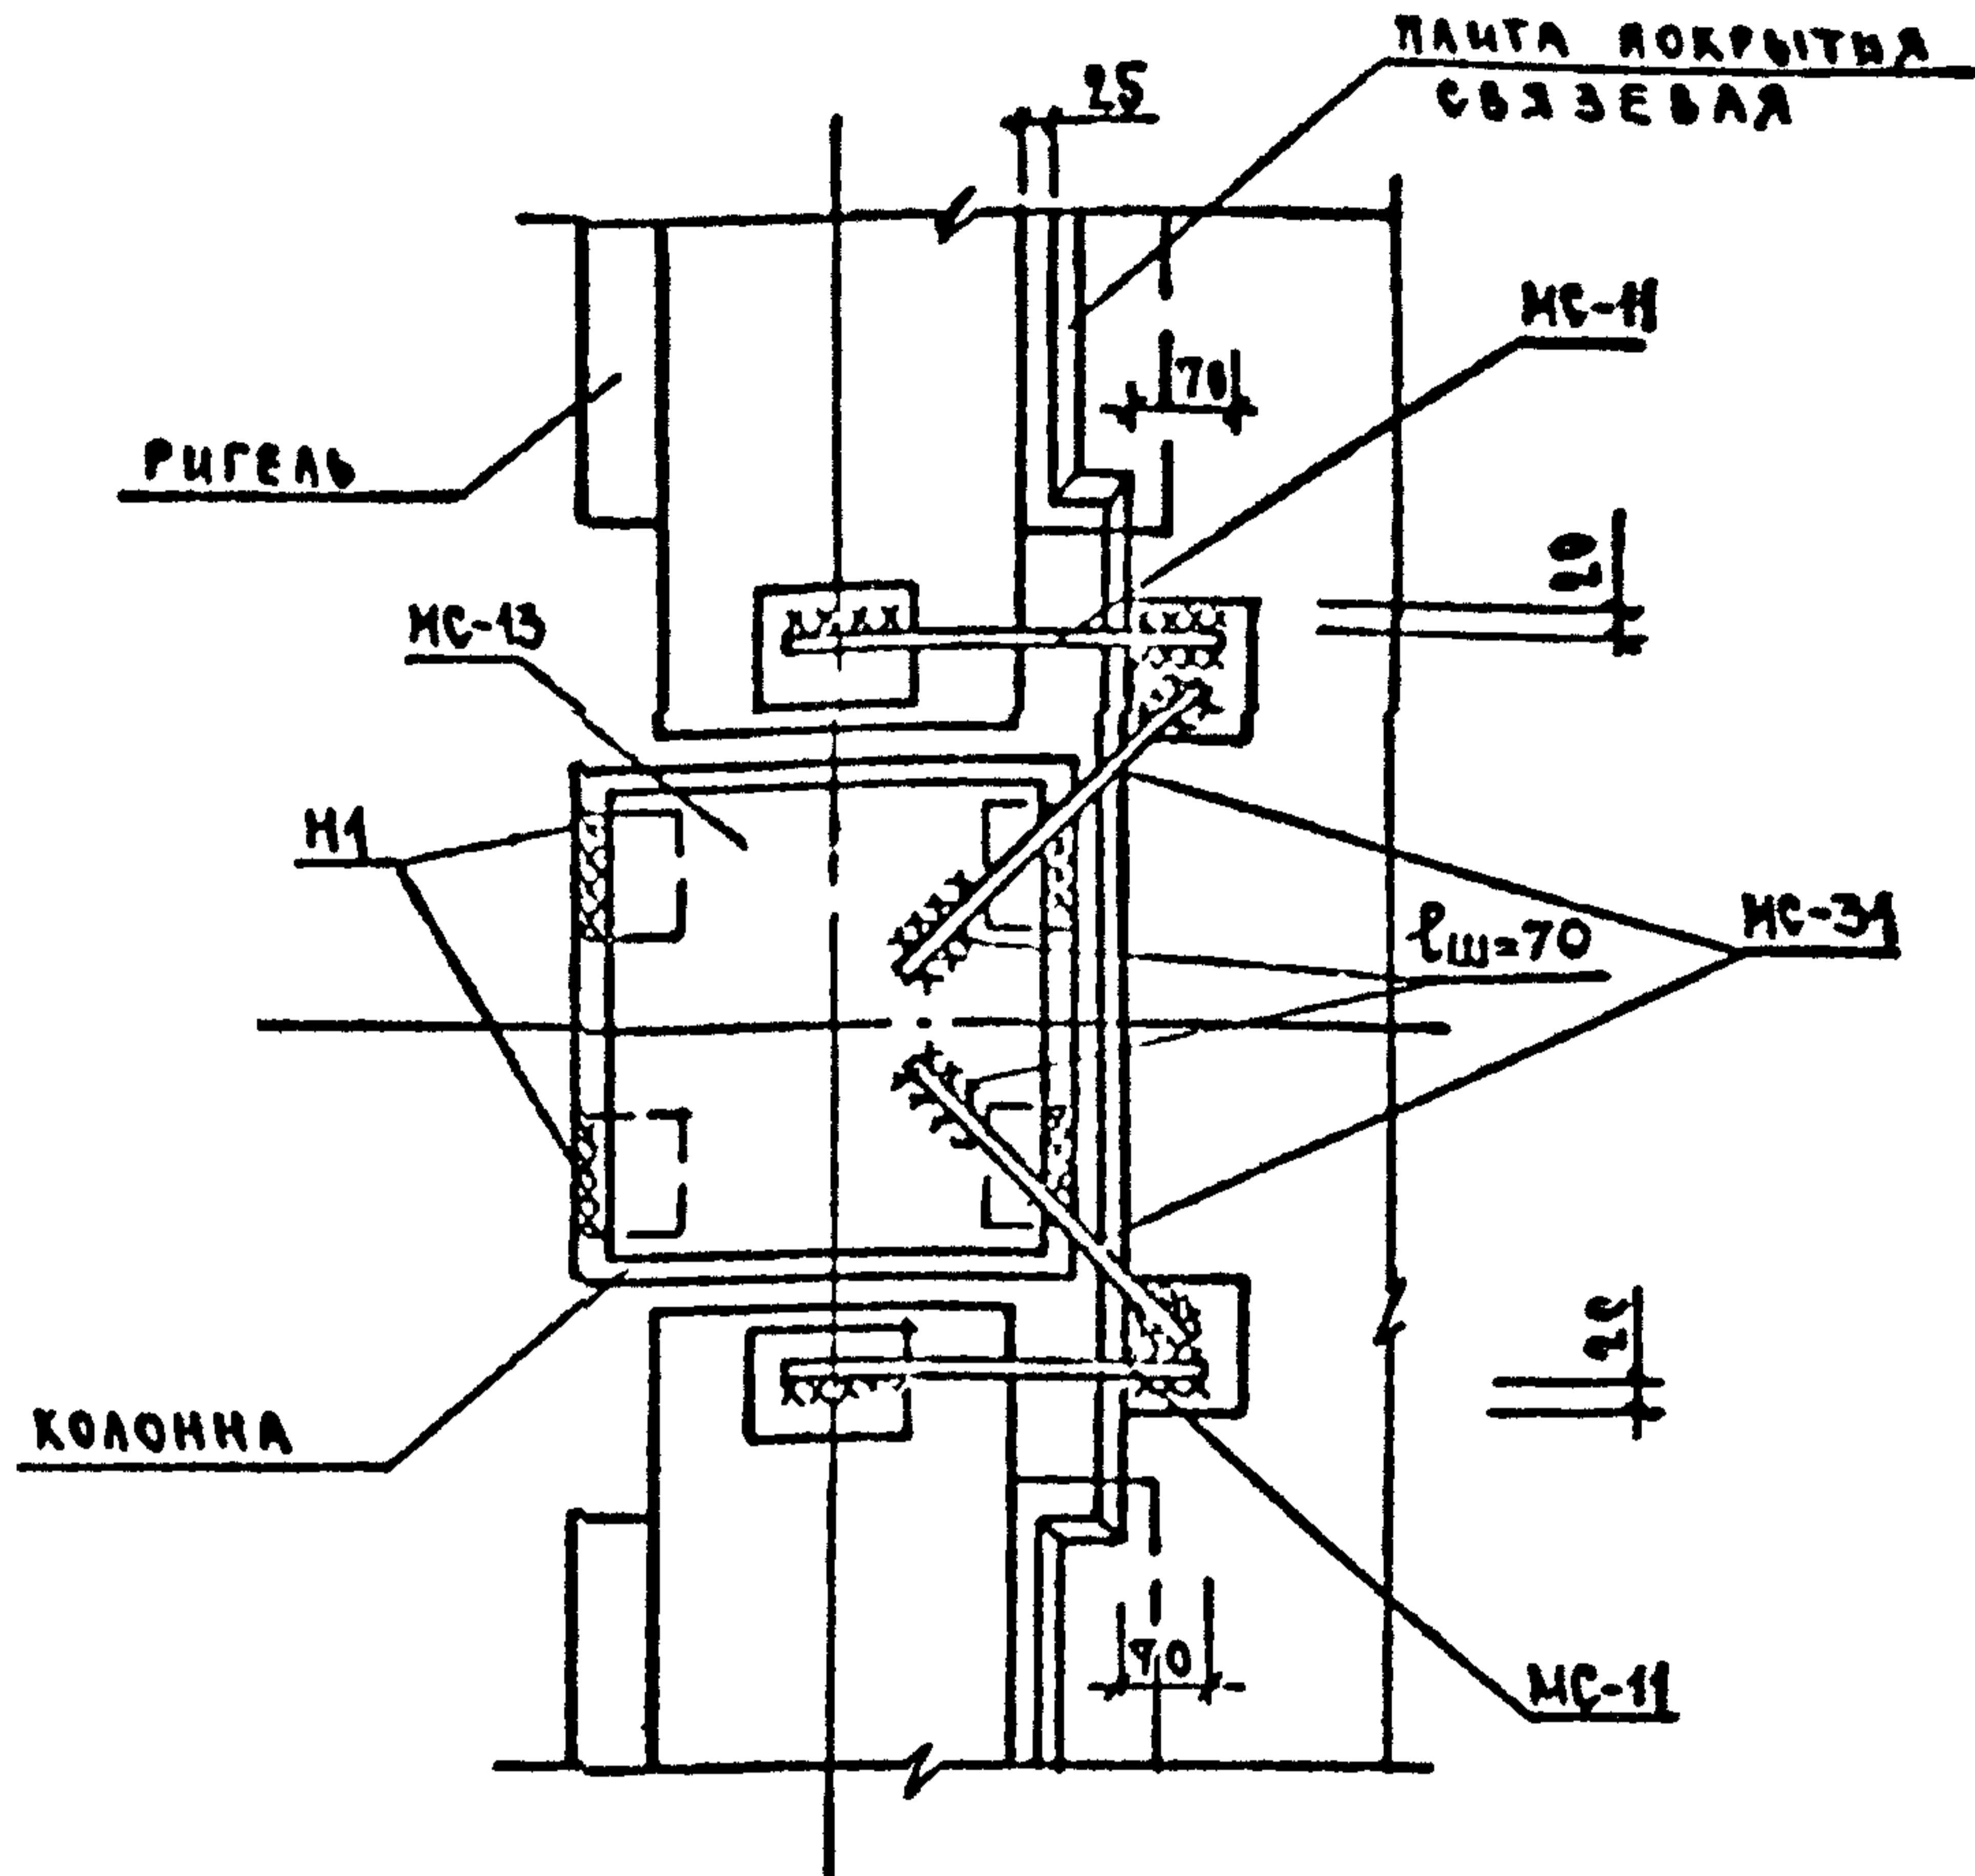 ПЛИТА ПОКРЫТИЯ
СВЯЗЕВАЯ
25
МС-11
70
РИГЕЛЬ
20
МС-13
Н1
МС-31
ℓш=70
КОЛОННА
70
МС-11